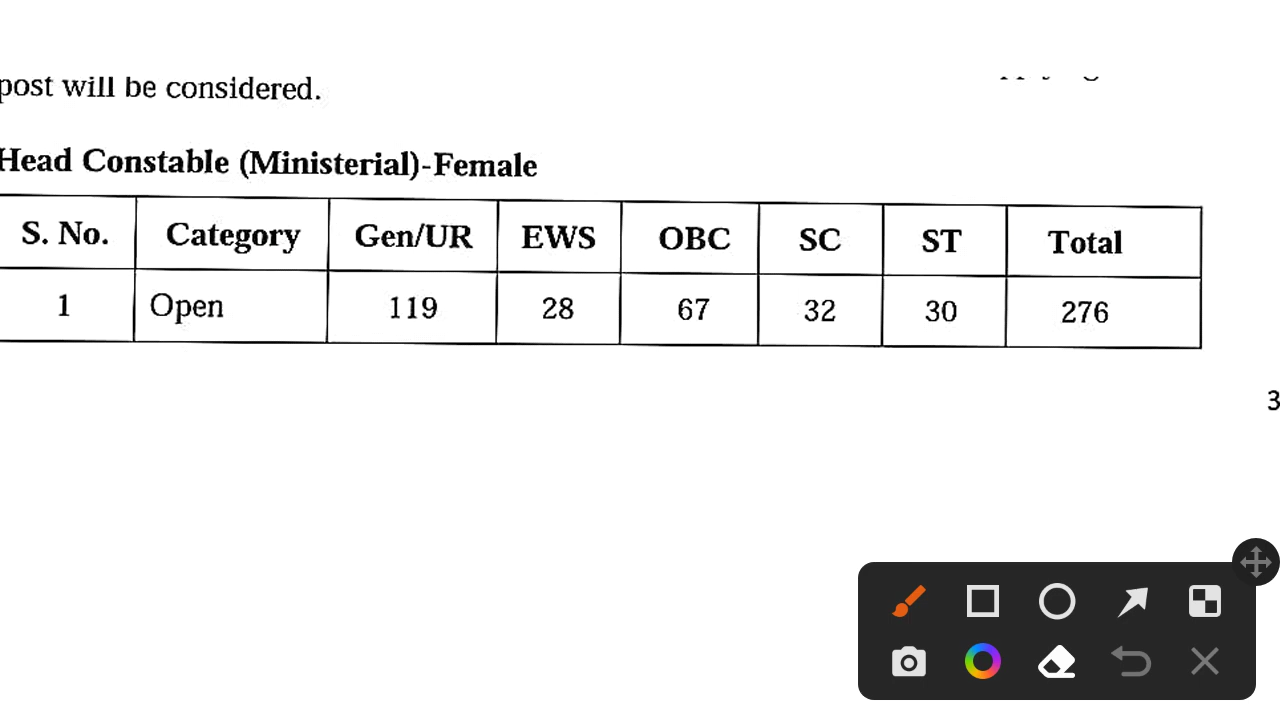 post will be considered.
Head Constable (Ministerial)-Female
S. No. Category Gen/UR EWS OBC SC ST Total
1 Open 119 28 67 32 30 276
3